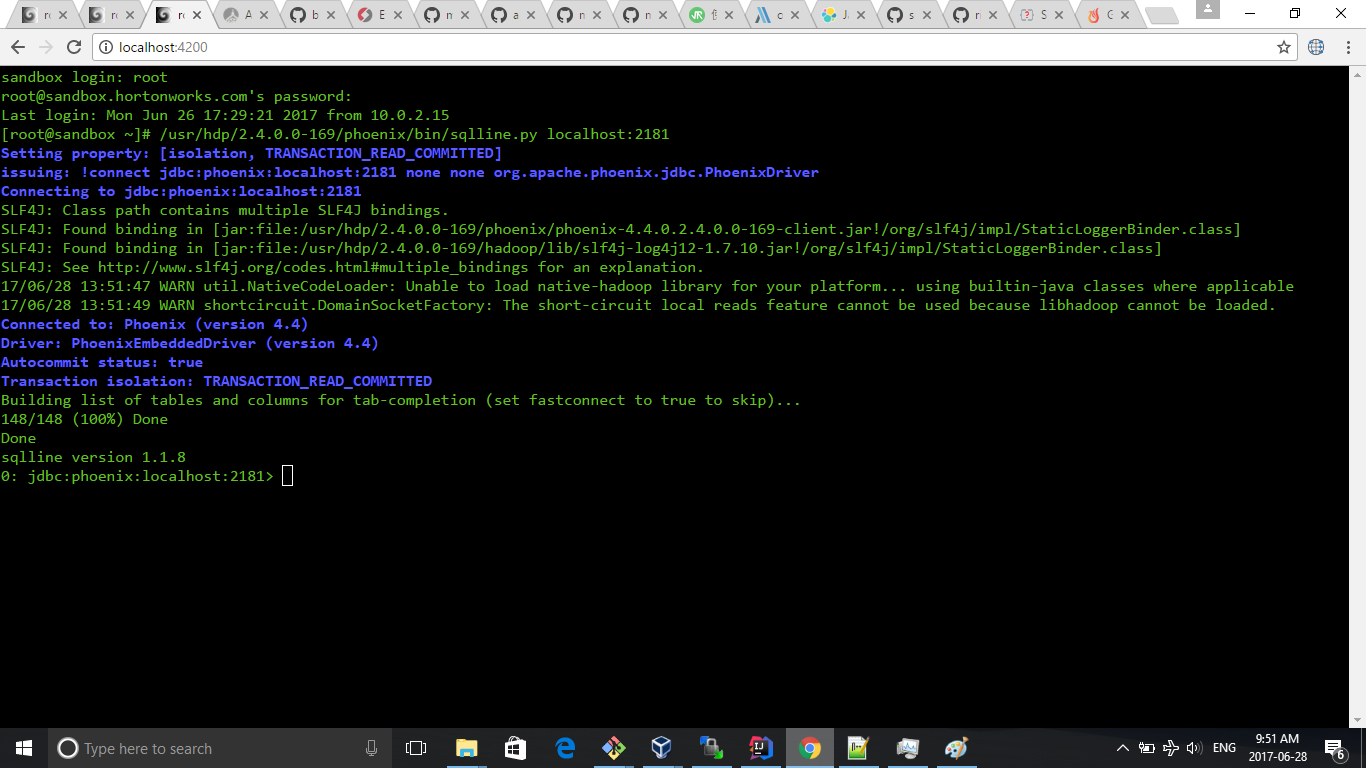 localhost:4200
sandbox login: root
root@sandbox.hortonworks.com's password:
Last login: Mon Jun 26 17:29:21 2017 from 10.0.2.15
[root@sandbox ~]# /usr/hdp/2.4.0.0-169/phoenix/bin/sqlline.py localhost:2181
Setting property: [isolation, TRANSACTION_READ_COMMITTED]
issuing: !connect jdbc:phoenix:localhost:2181 none none org.apache.phoenix.jdbc.PhoenixDriver
Connecting to jdbc:phoenix:localhost:2181
SLF4J: Class path contains multiple SLF4J bindings.
SLF4J: Found binding in [jar:file:/usr/hdp/2.4.0.0-169/phoenix/phoenix-4.4.0.2.4.0.0-169-client.jar!/org/slf4j/impl/StaticLoggerBinder.class]
SLF4J: Found binding in [jar:file:/usr/hdp/2.4.0.0-169/hadoop/lib/slf4j-log4j12-1.7.10.jar!/org/slf4j/impl/StaticLoggerBinder.class]
SLF4J: See http://www.slf4j.org/codes.html#multiple_bindings for an explanation.
17/06/28 13:51:47 WARN util.NativeCodeLoader: Unable to load native-hadoop library for your platform... using builtin-java classes where applicable
17/06/28 13:51:49 WARN shortcircuit.DomainSocketFactory: The short-circuit local reads feature cannot be used because libhadoop cannot be loaded.
Connected to: Phoenix (version 4.4)
Driver: PhoenixEmbeddedDriver (version 4.4)
Autocommit status: true
Transaction isolation: TRANSACTION_READ_COMMITTED
Building list of tables and columns for tab-completion (set fastconnect to true to skip)...
148/148 (100%) Done
Done
sqlline version 1.1.8
0: jdbc:phoenix:localhost:2181>
Type here to search
ENG
9:51 AM
2017-06-28
6